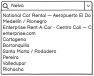 Neiva
National Car Rental — Aeropuerto El Do
Medellín / Rionegro
Enterprise Rent-A-Car - Centro Coli — C
enterprise.com
Cartagena
Barranquilla
Santa Marta / Rodadero
Pereira
Valledupar
Riohacha